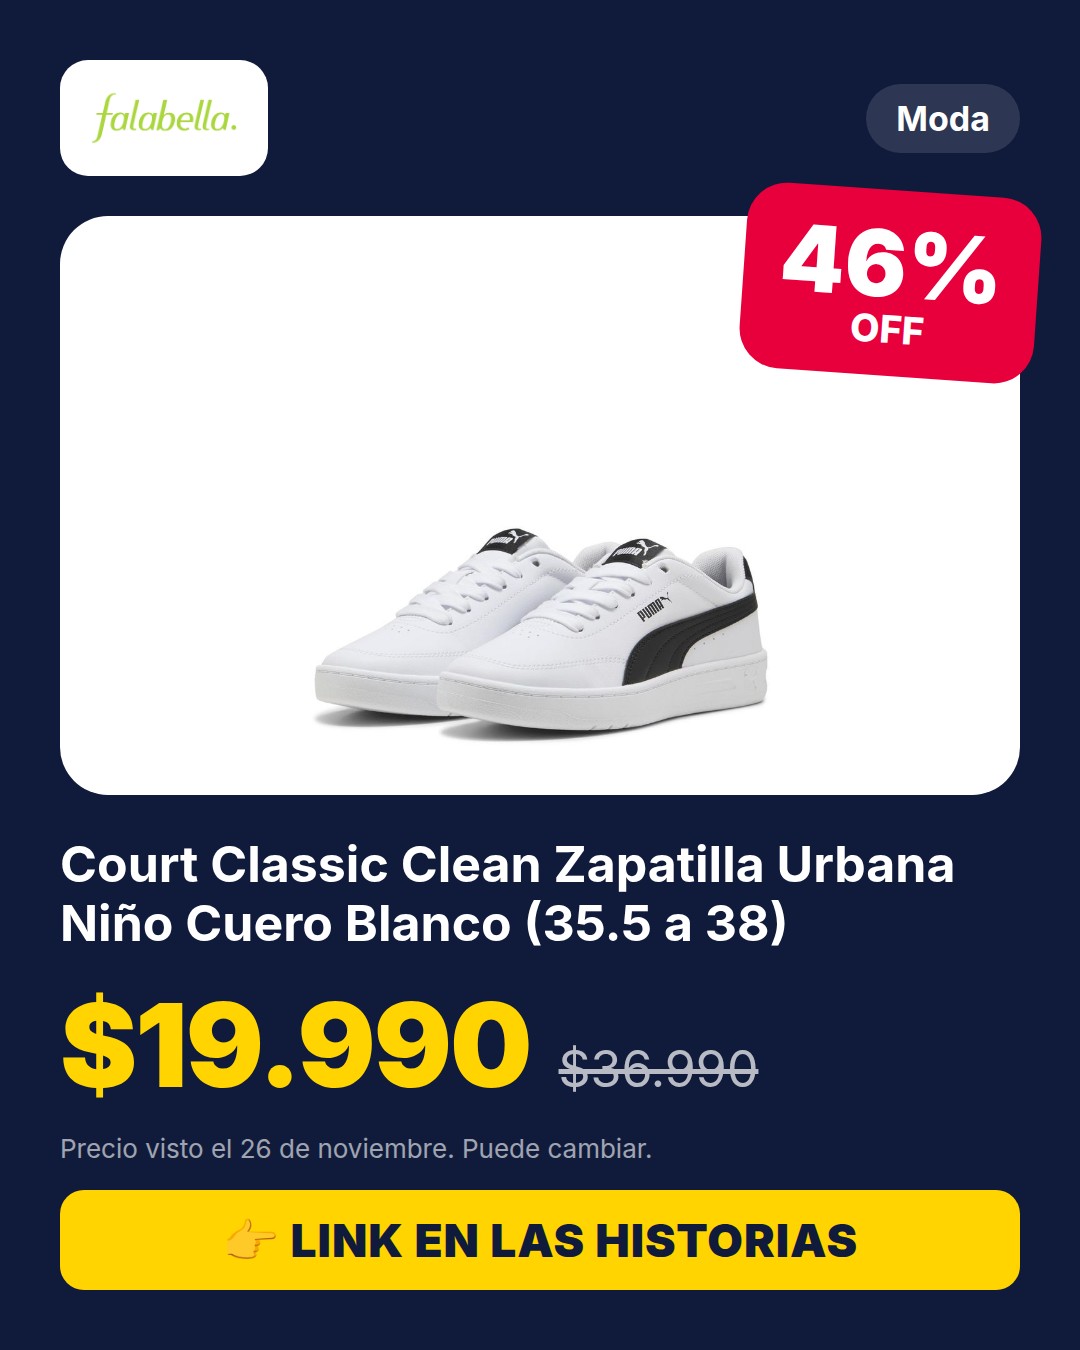 falabella.
Moda
46%
OFF
PUMA
PUMA
PUMA
Court Classic Clean Zapatilla Urbana
Niño Cuero Blanco (35.5 a 38)
$19.990 $36.990
Precio visto el 26 de noviembre. Puede cambiar.
👉 LINK EN LAS HISTORIAS